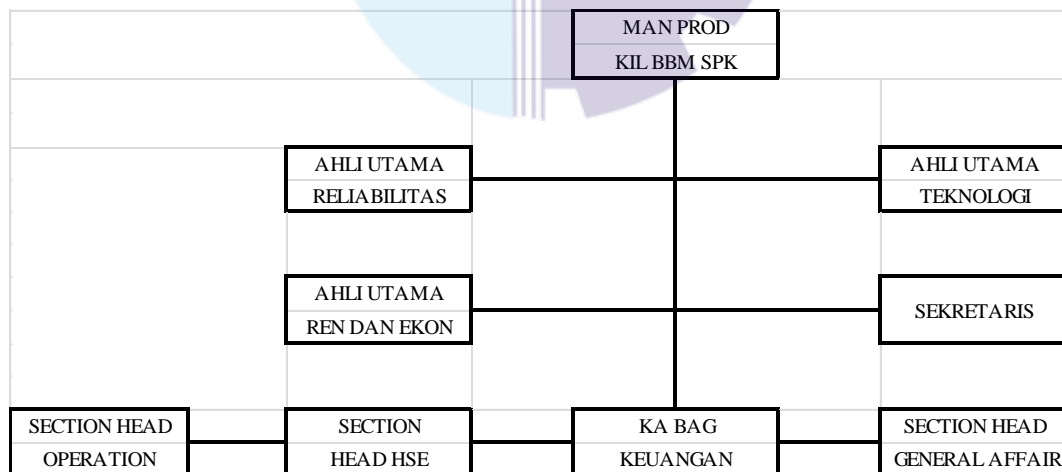 MAN PROD
KIL BBM SPK
AHLI UTAMA
RELIABILITAS
AHLI UTAMA
TEKNOLOGI
AHLI UTAMA
REN DAN EKON
SEKRETARIS
SECTION HEAD
OPERATION
SECTION
HEAD HSE
KA BAG
KEUANGAN
SECTION HEAD
GENERAL AFFAIR